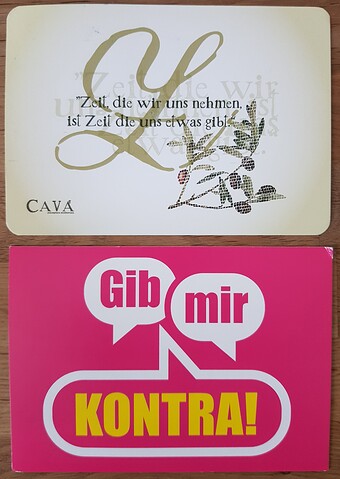 Z
"Zeit, die wir uns nehmen,
ist Zeit die uns etwas gibt."
CAVA
Gib
mir
KONTRA!